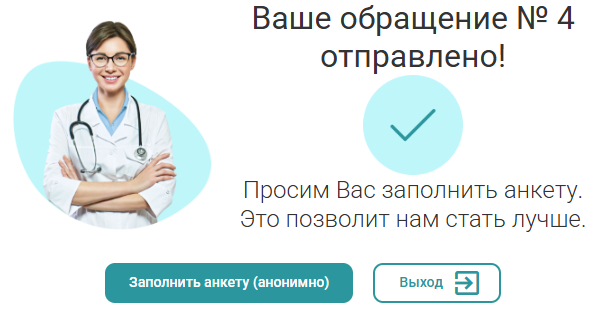 Ваше обращение № 4
отправлено!
Просим Вас заполнить анкету.
Это позволит нам стать лучше.
Заполнить анкету (анонимно)
Выход